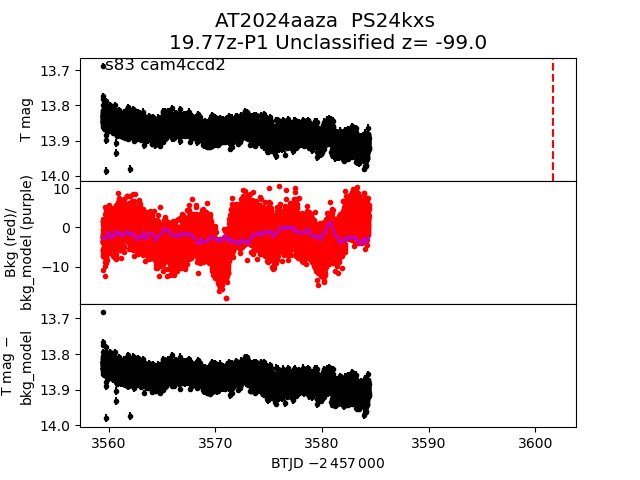 AT2024aaza  PS24kxs
19.77z-P1 Unclassified z= -99.0
s83 cam4ccd2
13.7
13.8
13.9
14.0
T mag
10
0
−10
Bkg (red)/
bkg_model (purple)
13.7
13.8
13.9
14.0
T mag −
bkg_model
3560
3570
3580
3590
3600
BTJD −2 457 000